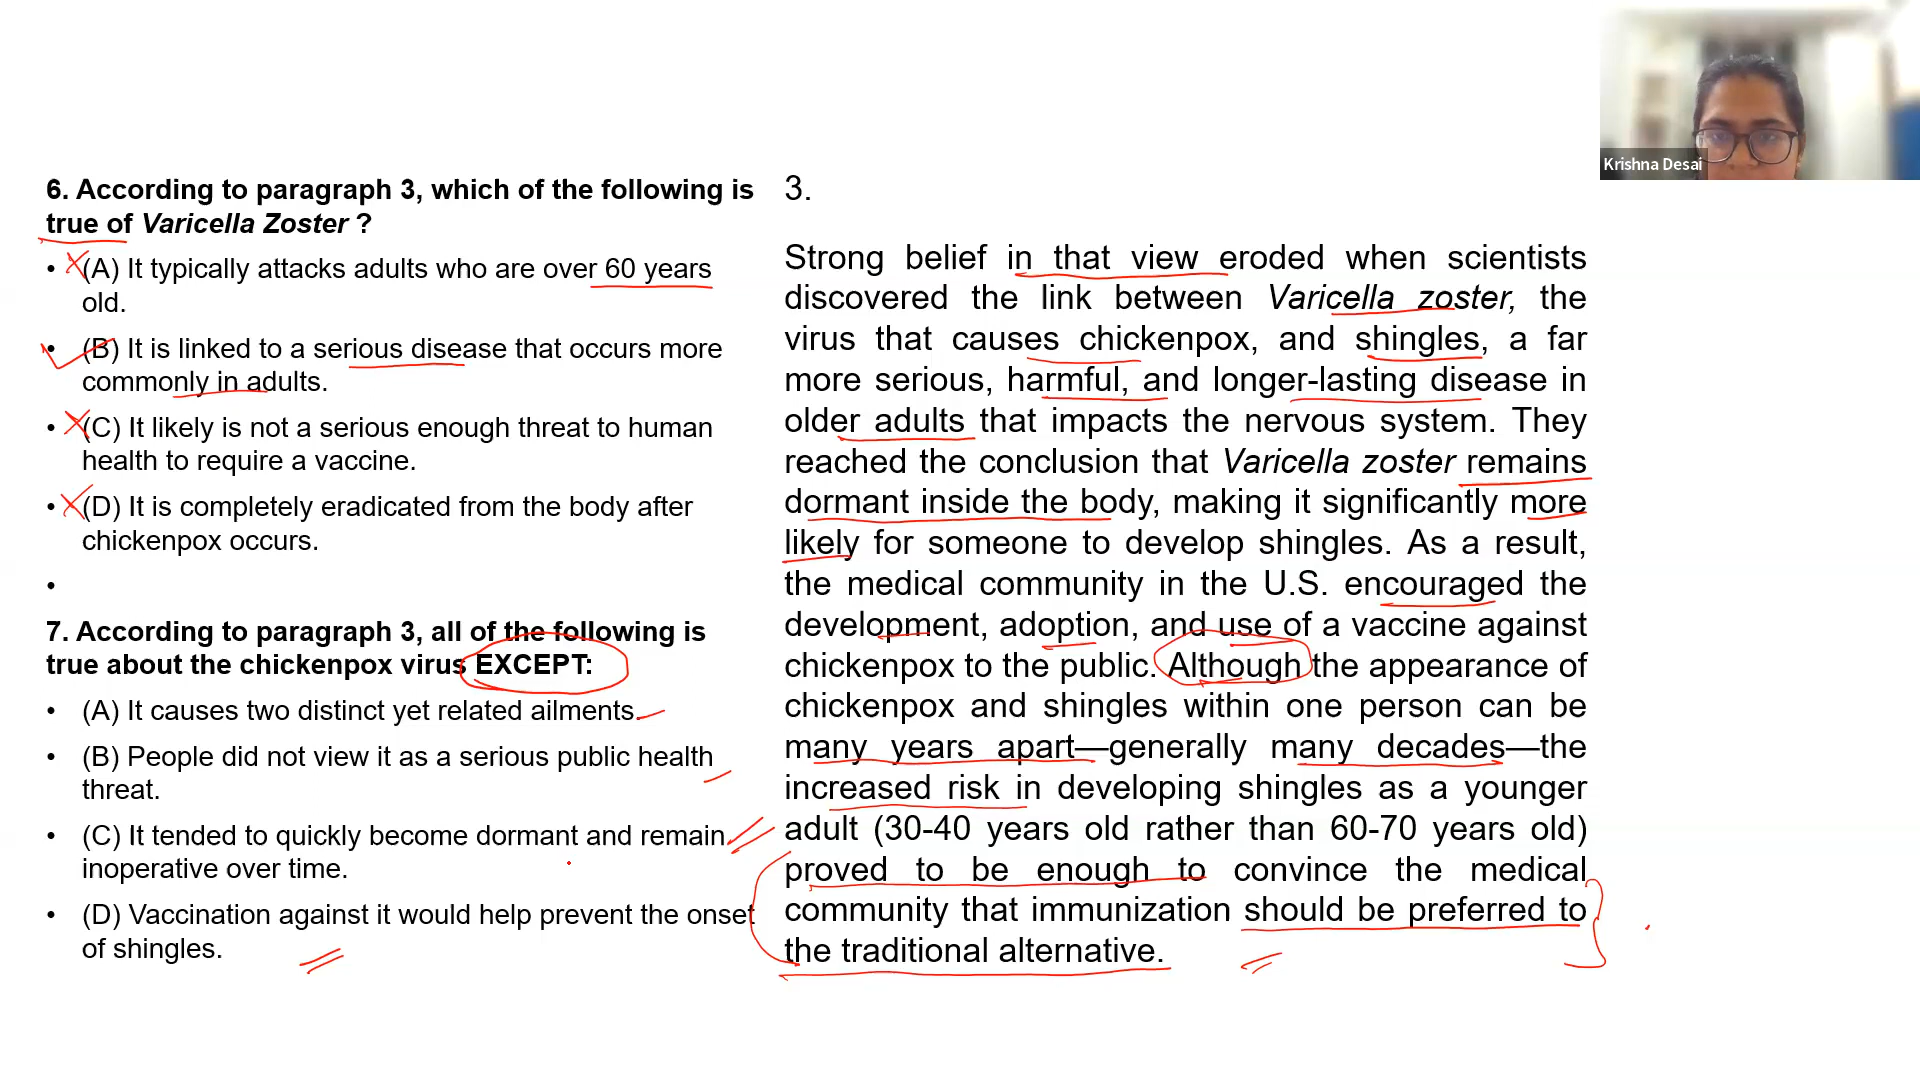 Krishna Desai
6. According to paragraph 3, which of the following is
true of Varicella Zoster ?
• (A) It typically attacks adults who are over 60 years
old.
• (B) It is linked to a serious disease that occurs more
commonly in adults.
• (C) It likely is not a serious enough threat to human
health to require a vaccine.
• (D) It is completely eradicated from the body after
chickenpox occurs.
•
7. According to paragraph 3, all of the following is
true about the chickenpox virus EXCEPT:
• (A) It causes two distinct yet related ailments.
• (B) People did not view it as a serious public health
threat.
• (C) It tended to quickly become dormant and remain
inoperative over time.
• (D) Vaccination against it would help prevent the onset
of shingles.
3.
Strong belief in that view eroded when scientists
discovered the link between Varicella zoster, the
virus that causes chickenpox, and shingles, a far
more serious, harmful, and longer-lasting disease in
older adults that impacts the nervous system. They
reached the conclusion that Varicella zoster remains
dormant inside the body, making it significantly more
likely for someone to develop shingles. As a result,
the medical community in the U.S. encouraged the
development, adoption, and use of a vaccine against
chickenpox to the public. Although the appearance of
chickenpox and shingles within one person can be
many years apart—generally many decades—the
increased risk in developing shingles as a younger
adult (30-40 years old rather than 60-70 years old)
proved to be enough to convince the medical
community that immunization should be preferred to
the traditional alternative.